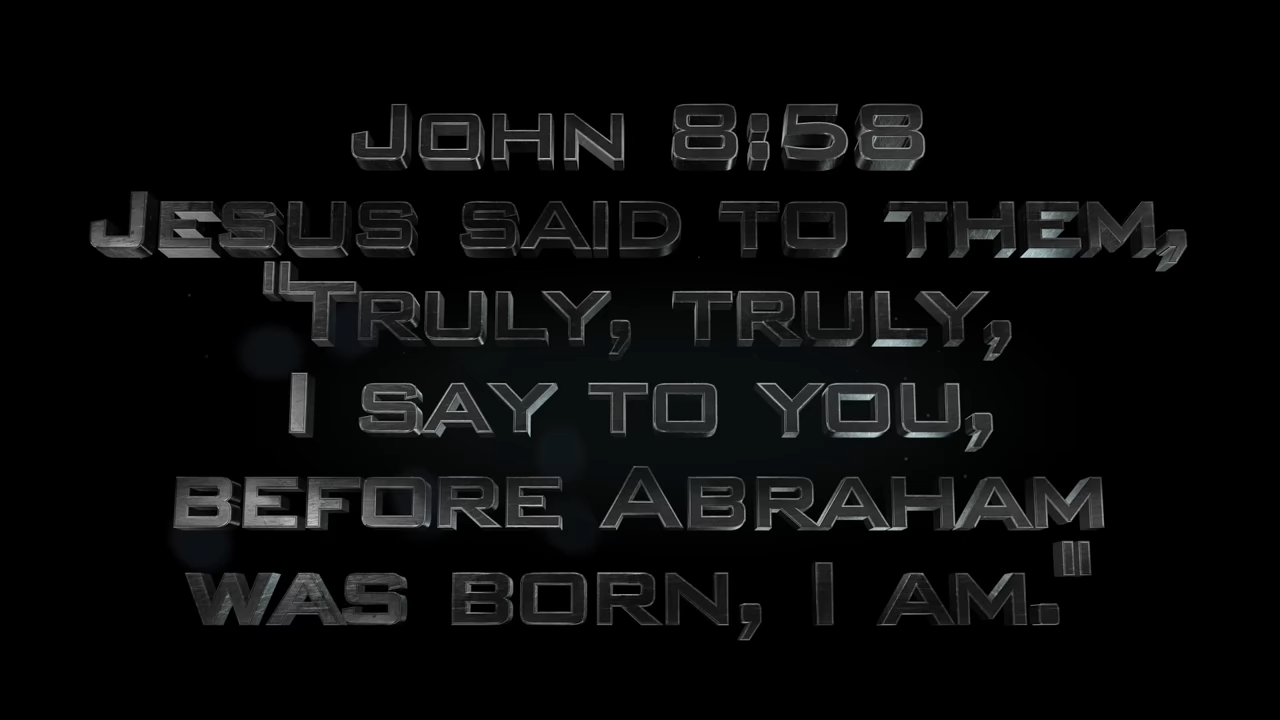 John 8:58
Jesus said to them,
"Truly, truly,
I say to you,
before Abraham
was born, I am."